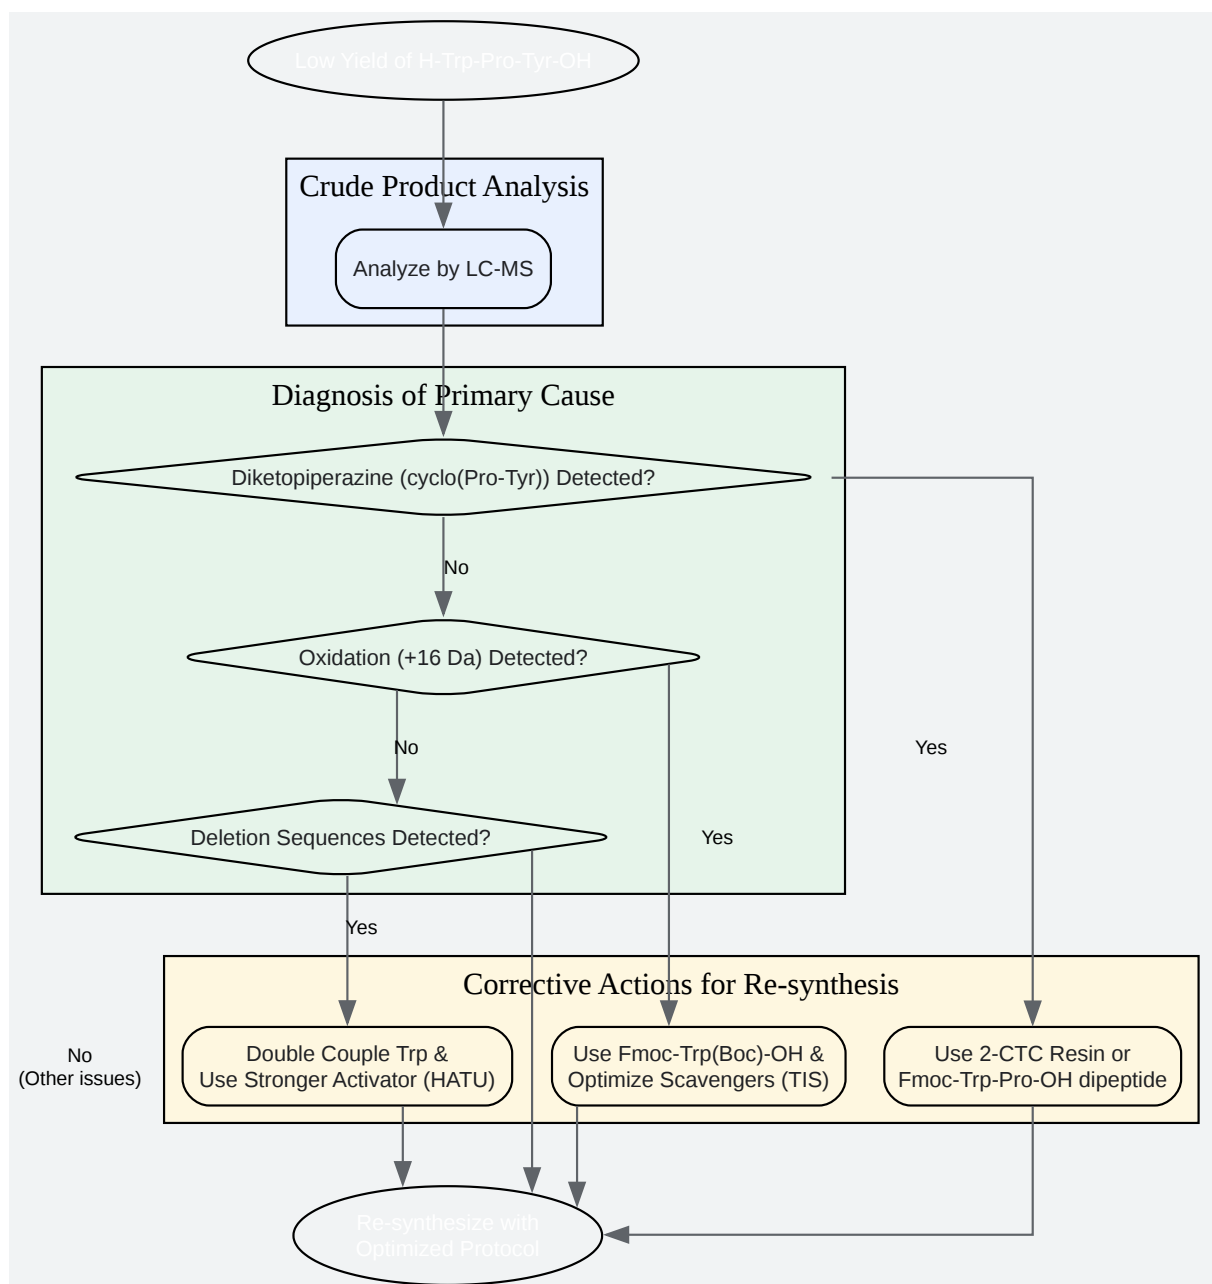 Low Yield of H-Trp-Pro-Tyr-OH
Crude Product Analysis
Analyze by LC-MS
Diagnosis of Primary Cause
Diketopiperazine (cyclo(Pro-Tyr)) Detected?
No
Oxidation (+16 Da) Detected?
No
Yes
Deletion Sequences Detected?
Yes
Yes
Corrective Actions for Re-synthesis
No
(Other issues)
Double Couple Trp &
Use Stronger Activator (HATU)
Use Fmoc-Trp(Boc)-OH &
Optimize Scavengers (TIS)
Use 2-CTC Resin or
Fmoc-Trp-Pro-OH dipeptide
Re-synthesize with
Optimized Protocol